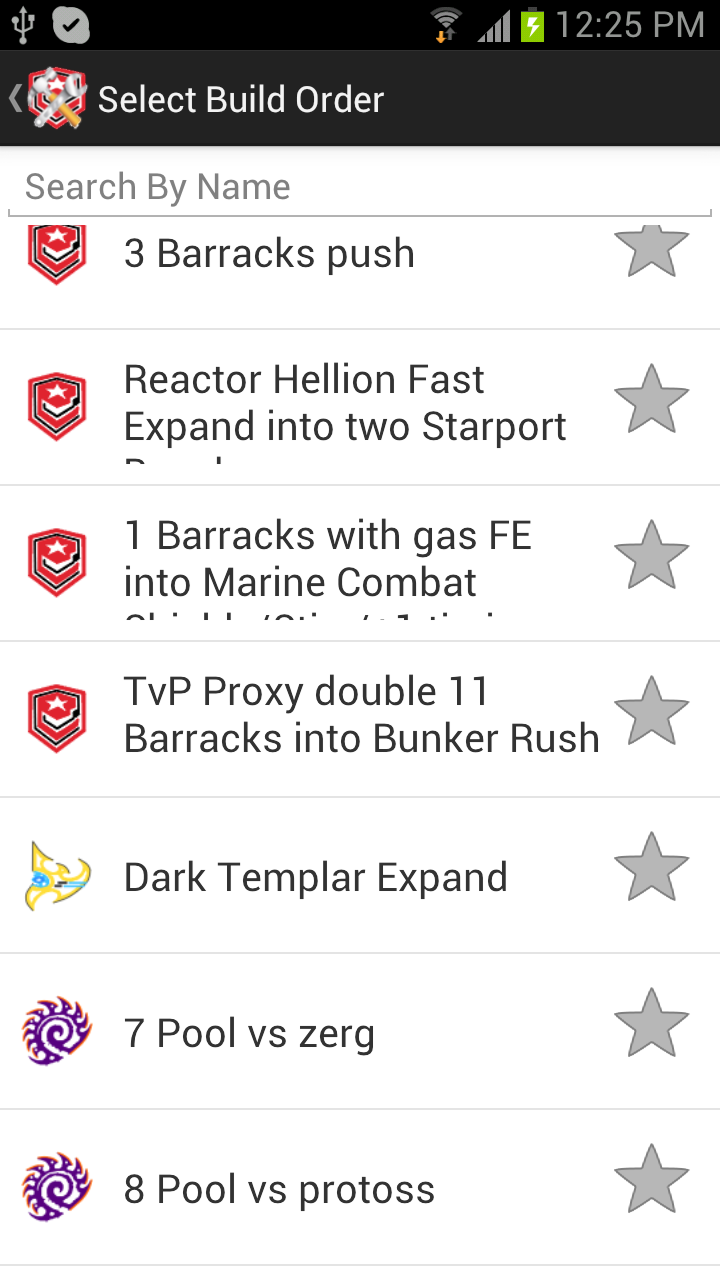 12:25 PM
Select Build Order
Search By Name
3 Barracks push
Reactor Hellion Fast
Expand into two Starport
1 Barracks with gas FE
into Marine Combat
TvP Proxy double 11
Barracks into Bunker Rush
Dark Templar Expand
7 Pool vs zerg
8 Pool vs protoss